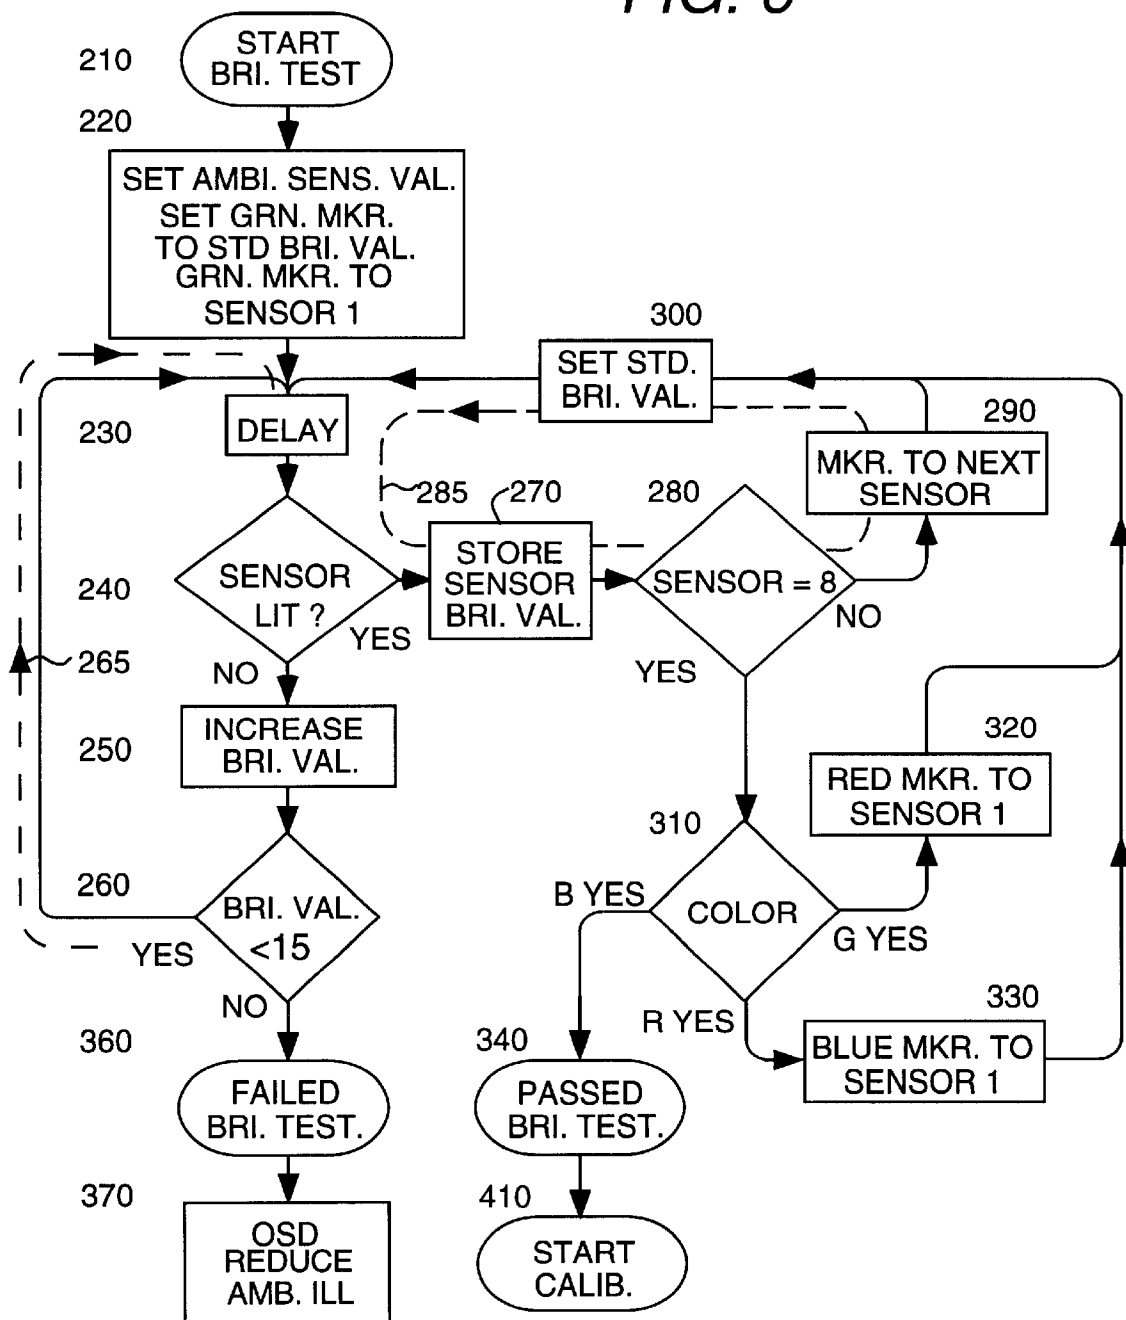 210
START
BRI. TEST
220
SET AMBI. SENS. VAL.
SET GRN. MKR.
TO STD BRI. VAL.
GRN. MKR. TO
SENSOR 1
300
SET STD.
BRI. VAL.
230
DELAY
290
MKR. TO NEXT
SENSOR
285
270
280
STORE
SENSOR
BRI. VAL.
240
SENSOR
LIT ?
YES
NO
SENSOR = 8
NO
YES
265
250
INCREASE
BRI. VAL.
320
RED MKR. TO
SENSOR 1
310
260
BRI. VAL.
<15
YES
NO
B YES
COLOR
G YES
R YES
330
BLUE MKR. TO
SENSOR 1
360
FAILED
BRI. TEST.
340
PASSED
BRI. TEST.
370
OSD
REDUCE
AMB. ILL
410
START
CALIB.